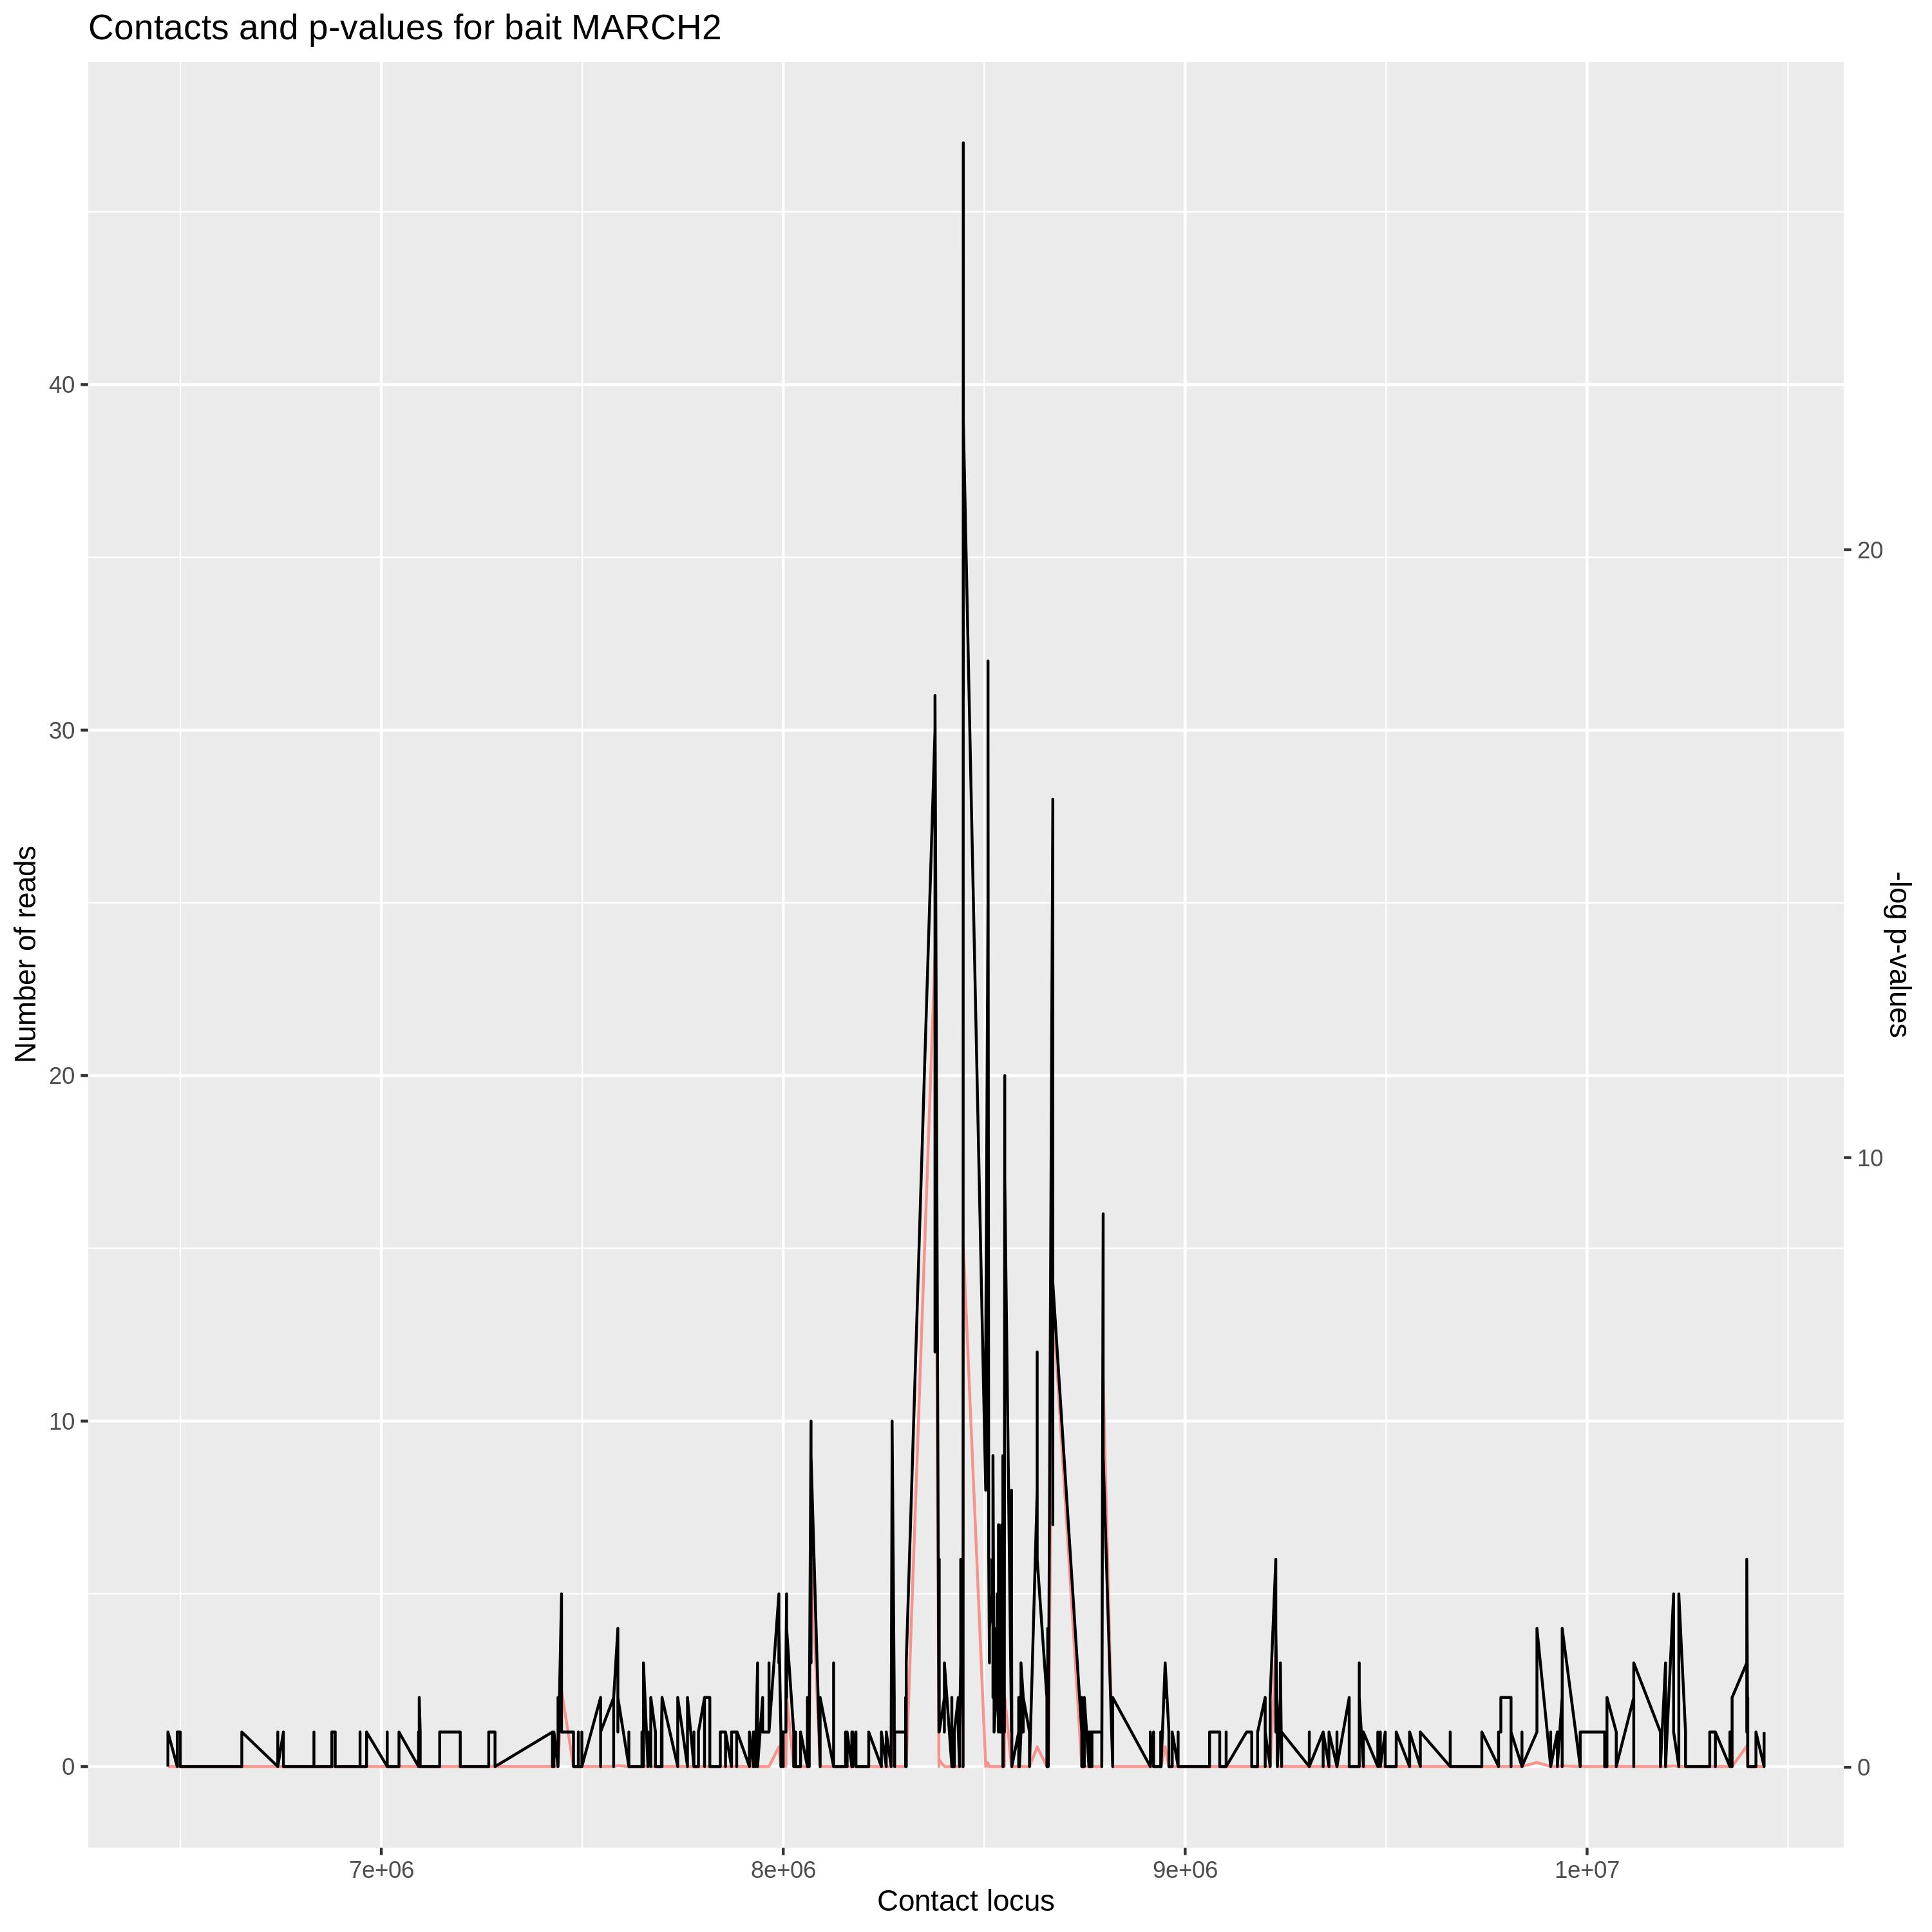 Contacts and p-values for bait MARCH2
40
30
20
10
0
20
10
0
Number of reads
-log p-values
7e+06
8e+06
9e+06
1e+07
Contact locus